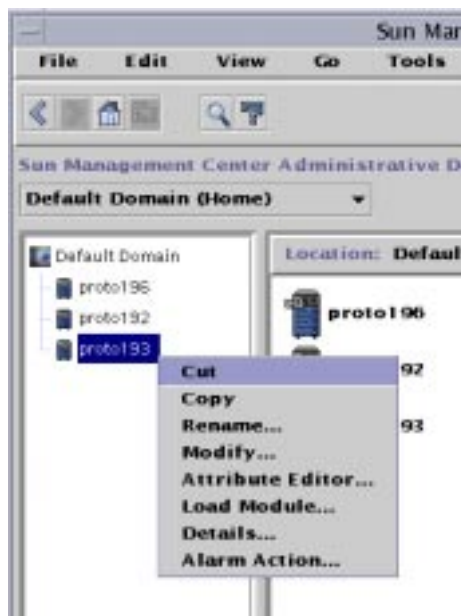 Sun Mar
File Edit View Go Tools
Sun Management Center Administrative D
Default Domain (Home)
Default Domain
proto196
proto192
proto193
Location: Defaul
proto196
92
93
Cut
Copy
Rename...
Modify...
Attribute Editor...
Load Module...
Details...
Alarm Action...